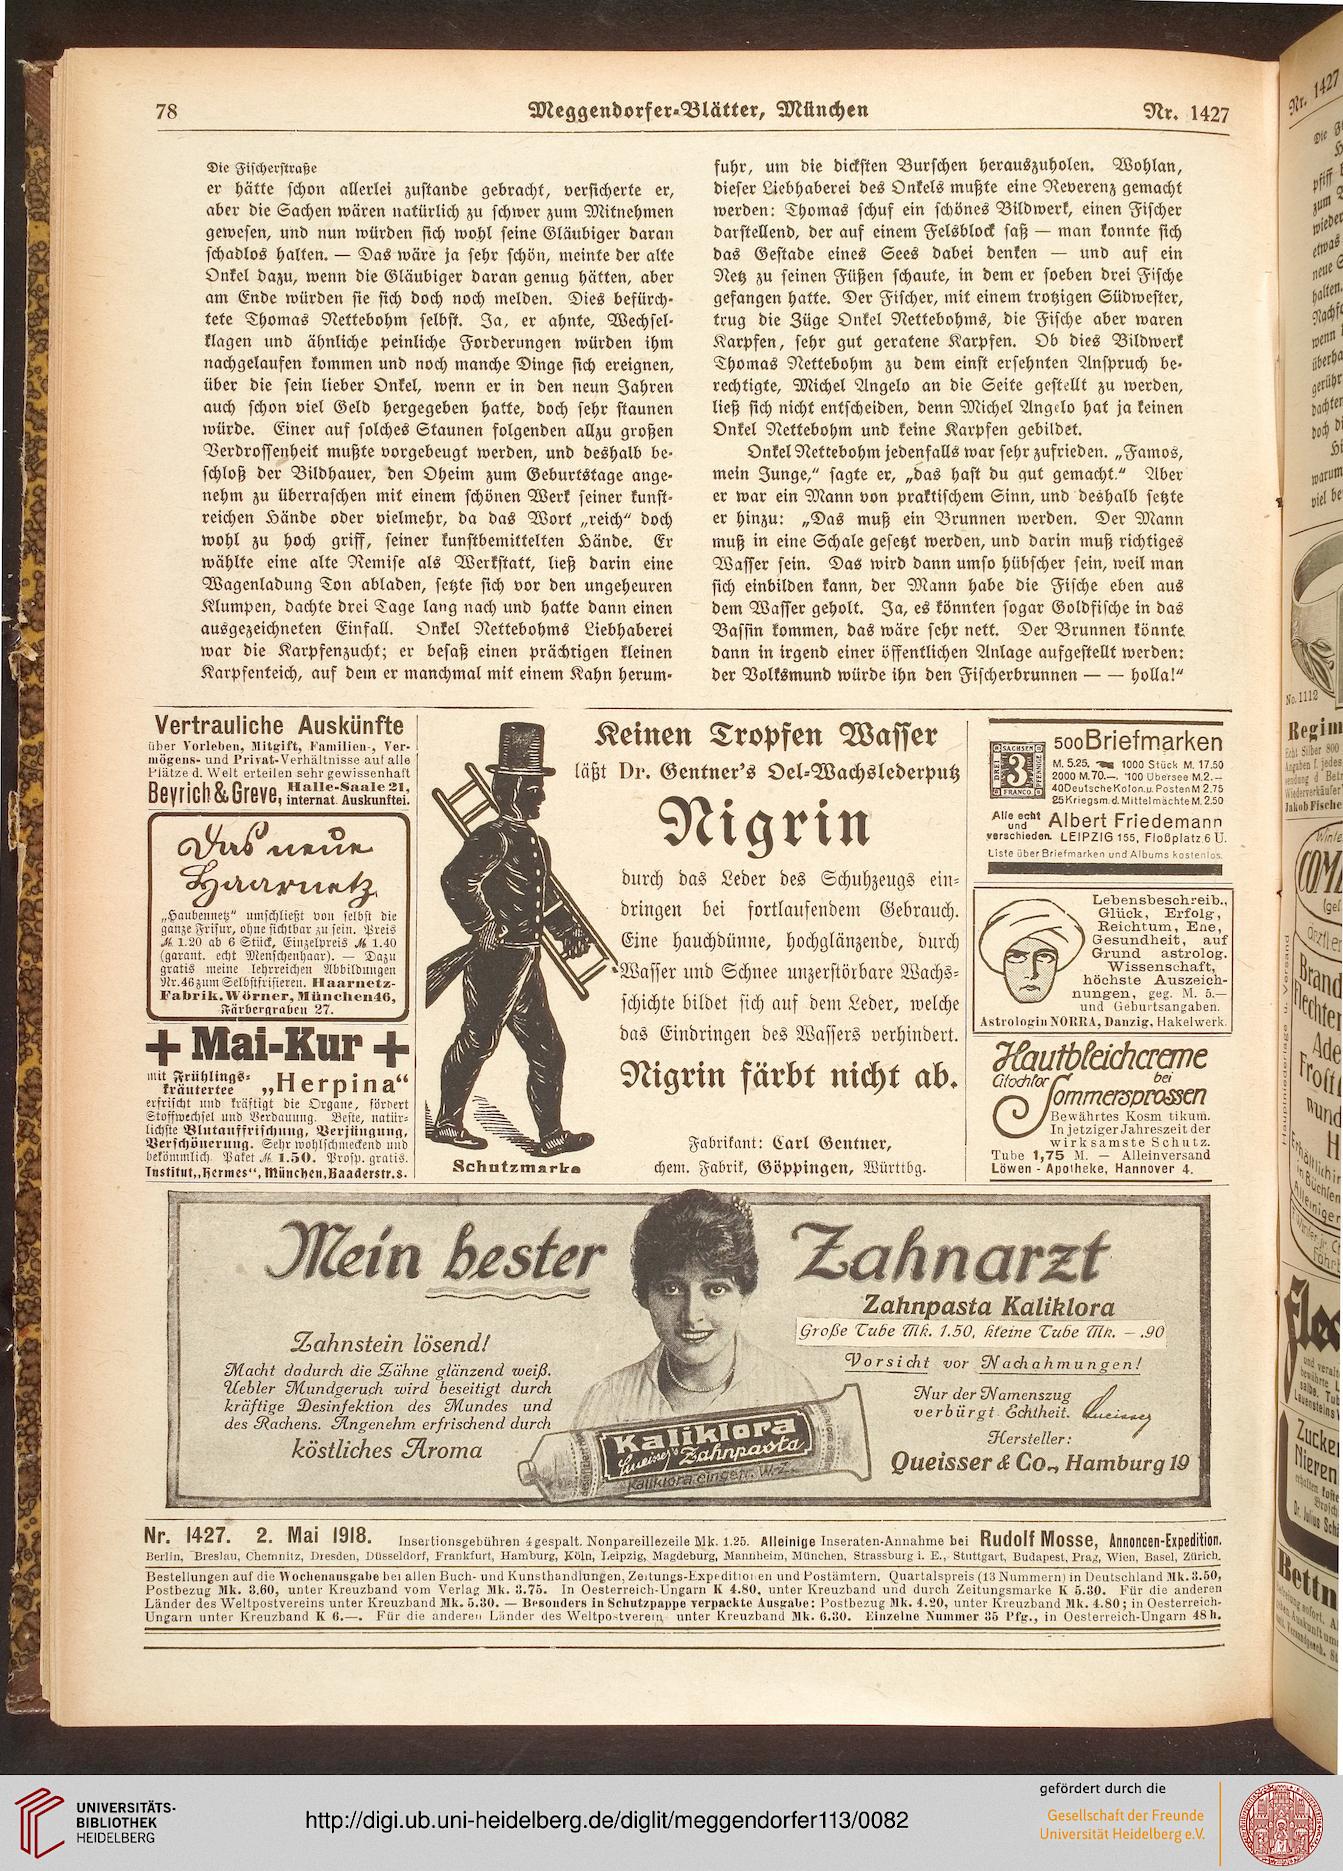 78
Meggendorfer-Blätter, München
Nr. 1427
Die Fischerstraße
er hätte schon allerlei zustande gebracht, versicherte er,
aber die Sachen wären natürlich zu schwer zum Mitnehmen
gewesen, und nun würden sich wohl seine Gläubiger daran
schadlos halten. — Das wäre ja sehr schön, meinte der alte
Onkel dazu, wenn die Gläubiger daran genug hätten, aber
am Ende würden sie sich doch noch melden. Dies befürch-
tete Thomas Nettebohm selbst. Ja, er ahnte, Wechsel-
klagen und ähnliche peinliche Forderungen würden ihm
nachgelaufen kommen und noch manche Dinge sich ereignen,
über die sein lieber Onkel, wenn er in den neun Jahren
auch schon viel Geld hergegeben hatte, doch sehr staunen
würde. Einer auf solches Staunen folgenden allzu großen
Verdrossenheit mußte vorgebeugt werden, und deshalb be-
schloß der Bildhauer, den Oheim zum Geburtstage ange-
nehm zu überraschen mit einem schönen Werk seiner kunst-
reichen Hände oder vielmehr, da das Wort „reich“ doch
wohl zu hoch griff, seiner kunstbemittelten Hände. Er
wählte eine alte Remise als Werkstatt, ließ darin eine
Wagenladung Ton abladen, setzte sich vor den ungeheuren
Klumpen, dachte drei Tage lang nach und hatte dann einen
ausgezeichneten Einfall. Onkel Nettebohms Liebhaberei
war die Karpfenzucht; er besaß einen prächtigen kleinen
Karpfenteich, auf dem er manchmal mit einem Kahn herum-
fuhr, um die dicksten Burschen herauszuholen. Wohlan,
dieser Liebhaberei des Onkels mußte eine Reverenz gemacht
werden: Thomas schuf ein schönes Bildwerk, einen Fischer
darstellend, der auf einem Felsblock saß — man konnte sich
das Gestade eines Sees dabei denken — und auf ein
Netz zu seinen Füßen schaute, in dem er soeben drei Fische
gefangen hatte. Der Fischer, mit einem trotzigen Südwester,
trug die Züge Onkel Nettebohms, die Fische aber waren
Karpfen, sehr gut geratene Karpfen. Ob dies Bildwerk
Thomas Nettebohm zu dem einst ersehnten Anspruch be-
rechtigte, Michel Angelo an die Seite gestellt zu werden,
ließ sich nicht entscheiden, denn Michel Angelo hat ja keinen
Onkel Nettebohm und keine Karpfen gebildet.
Onkel Nettebohm jedenfalls war sehr zufrieden. „Famos,
mein Junge,“ sagte er, „das hast du gut gemacht.“ Aber
er war ein Mann von praktischem Sinn, und deshalb setzte
er hinzu: „Das muß ein Brunnen werden. Der Mann
muß in eine Schale gesetzt werden, und darin muß richtiges
Wasser sein. Das wird dann umso hübscher sein, weil man
sich einbilden kann, der Mann habe die Fische eben aus
dem Wasser geholt. Ja, es könnten sogar Goldfische in das
Bassin kommen, das wäre sehr nett. Der Brunnen könnte
dann in irgend einer öffentlichen Anlage aufgestellt werden:
der Volksmund würde ihn den Fischerbrunnen — — holla!“
Vertrauliche Auskünfte
über Vorleben, Mitgift, Familien-, Ver-
mögens- und Privat-Verhältnisse auf alle
Plätze d. Welt erteilen sehr gewissenhaft
Beyrich & Greve, Halle-Saale 21,
internat. Auskunftei.
Das neue
Haarnetz
„Haubennetz“ umschließt von selbst die
ganze Frisur, ohne sichtbar zu sein. Preis
ℳ 1.20 ab 6 Stück, Einzelpreis ℳ 1.40
(garant. echt Menschenhaar). — Dazu
gratis meine lehrreichen Abbildungen
Nr. 46 zum Selbstfrisieren. Haarnetz-
Fabrik. Wörner, München 46,
Färbergraben 27.
+ Mai-Kur +
mit Frühlings-
kräutertee „Herpina“
erfrischt und kräftigt die Organe, fördert
Stoffwechsel und Verdauung. Beste, natür-
lichste Blutauffrischung, Verjüngung,
Verschönerung. Sehr wohlschmeckend und
bekömmlich. Paket ℳ 1.50. Prosp. gratis.
Institut „Hermes“, München, Baaderstr. 8.
Keinen Tropfen Wasser
läßt Dr. Gentner's Oel-Wachslederputz
Nigrin
durch das Leder des Schuhzeugs ein-
dringen bei fortlaufendem Gebrauch.
Eine hauchdünne, hochglänzende, durch
Wasser und Schnee unzerstörbare Wachs-
schichte bildet sich auf dem Leder, welche
das Eindringen des Wassers verhindert.
Nigrin färbt nicht ab.
Fabrikant: Carl Gentner,
chem. Fabrik, Göppingen, Württbg.
Schutzmarke
SACHSEN
DREI
3
PFENNIGE
FRANCO
500 Briefmarken
M. 5.25. 1000 Stück M. 17.50
2000 M. 70.—. 100 Übersee M. 2.—
40 Deutsche Kolon. u. Posten M 2.75
25 Kriegsm. d. Mittelmächte M. 2.50
Alle echt
und
verschieden.
Albert Friedemann
LEIPZIG 155, Floßplatz 6 U.
Liste über Briefmarken und Albums kostenlos.
Lebensbeschreib.,
Glück, Erfolg,
Reichtum, Ehe,
Gesundheit, auf
Grund astrolog.
Wissenschaft,
höchste Auszeich-
nungen, geg. M. 5.—
und Geburtsangaben.
Astrologin NORRA, Danzig, Hakelwerk.
Hautbleichcreme
bei
Sommersprossen
Bewährtes Kosmetikum.
In jetziger Jahreszeit der
wirksamste Schutz.
Tube 1,75 M. — Alleinversand
Löwen-Apotheke, Hannover 4.
Mein bester Zahnarzt
Zahnpasta Kaliklora
Große Tube Mk. 1.50, kleine Tube Mk. —.90
Zahnstein lösend!
Macht dadurch die Zähne glänzend weiß.
Uebler Mundgeruch wird beseitigt durch
kräftige Desinfektion des Mundes und
des Rachens. Angenehm erfrischend durch
köstliches Aroma
Vorsicht vor Nachahmungen!
Nur der Namenszug
verbürgt Echtheit. Queisser
Hersteller:
Queisser & Co., Hamburg 19
Kaliklora
Queisser's Zahnpasta
Kaliklora eingetr. W.-Z.
Nr. 1427. 2. Mai 1918. Insertionsgebühren 4gespalt. Nonpareillezeile Mk. 1.25. Alleinige Inseraten-Annahme bei Rudolf Mosse, Annoncen-Expedition.
Berlin, Breslau, Chemnitz, Dresden, Düsseldorf, Frankfurt, Hamburg, Köln, Leipzig, Magdeburg, Mannheim, München, Strassburg i. E., Stuttgart, Budapest, Prag, Wien, Basel, Zürich.
Bestellungen auf die Wochenausgabe bei allen Buch- und Kunsthandlungen, Zeitungs-Expeditionen und Postämtern. Quartalspreis (13 Nummern) in Deutschland Mk. 3.50,
Postbezug Mk. 3.60, unter Kreuzband vom Verlag Mk. 3.75. In Oesterreich-Ungarn K 4.80, unter Kreuzband und durch Zeitungsmarke K 5.30. Für die anderen
Länder des Weltpostvereins unter Kreuzband Mk. 5.30. — Besonders in Schutzpappe verpackte Ausgabe: Postbezug Mk. 4.20, unter Kreuzband Mk. 4.80; in Oesterreich-
Ungarn unter Kreuzband K 6.—. Für die anderen Länder des Weltpostverein unter Kreuzband Mk. 6.30. Einzelne Nummer 35 Pfg., in Oesterreich-Ungarn 48 h.
Nr. 1427
No. 1112
UNIVERSITÄTS-
BIBLIOTHEK
HEIDELBERG
http://digi.ub.uni-heidelberg.de/diglit/meggendorfer113/0082
gefördert durch die
Gesellschaft der Freunde
Universität Heidelberg e.V.